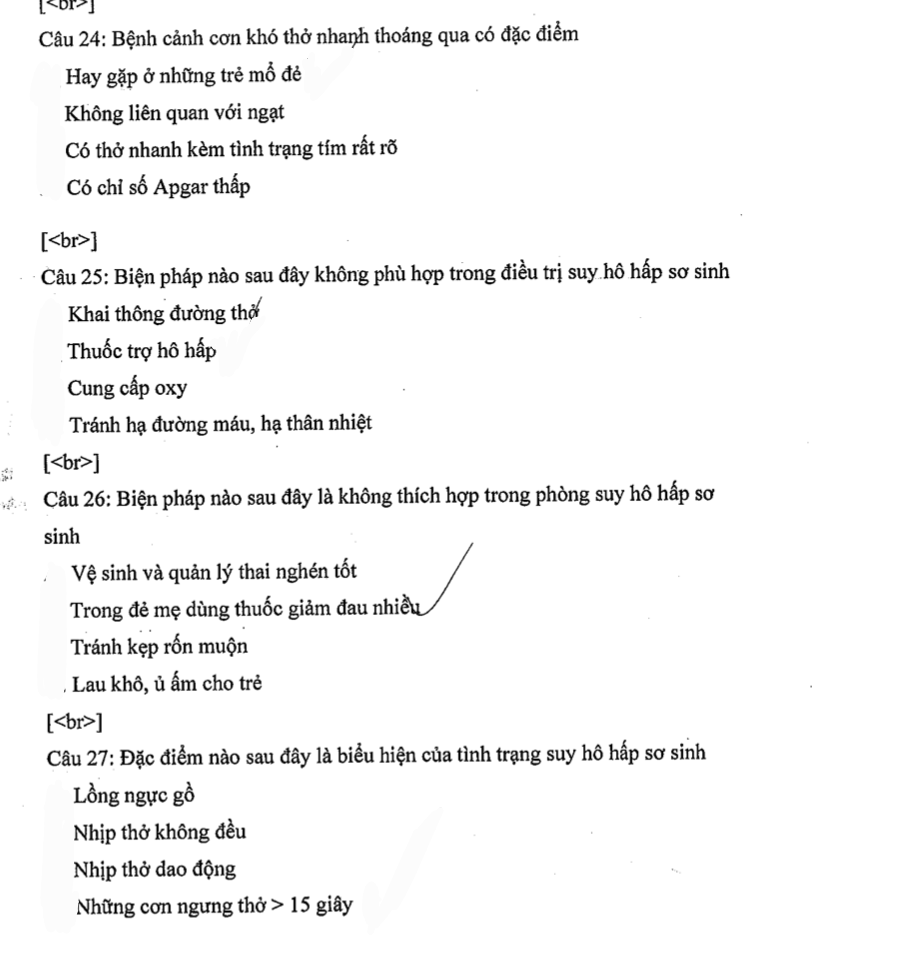 [<br>]
Câu 24: Bệnh cảnh cơn khó thở nhanh thoáng qua có đặc điểm
Hay gặp ở những trẻ mổ đẻ
Không liên quan với ngạt
Có thở nhanh kèm tình trạng tím rất rõ
Có chỉ số Apgar thấp
[<br>]
Câu 25: Biện pháp nào sau đây không phù hợp trong điều trị suy hô hấp sơ sinh
Khai thông đường thở
Thuốc trợ hô hấp
Cung cấp oxy
Tránh hạ đường máu, hạ thân nhiệt
[<br>]
Câu 26: Biện pháp nào sau đây là không thích hợp trong phòng suy hô hấp sơ
sinh
Vệ sinh và quản lý thai nghén tốt
Trong đẻ mẹ dùng thuốc giảm đau nhiều
Tránh kẹp rốn muộn
Lau khô, ủ ấm cho trẻ
[<br>]
Câu 27: Đặc điểm nào sau đây là biểu hiện của tình trạng suy hô hấp sơ sinh
Lồng ngực gồ
Nhịp thở không đều
Nhịp thở dao động
Những cơn ngưng thở > 15 giây